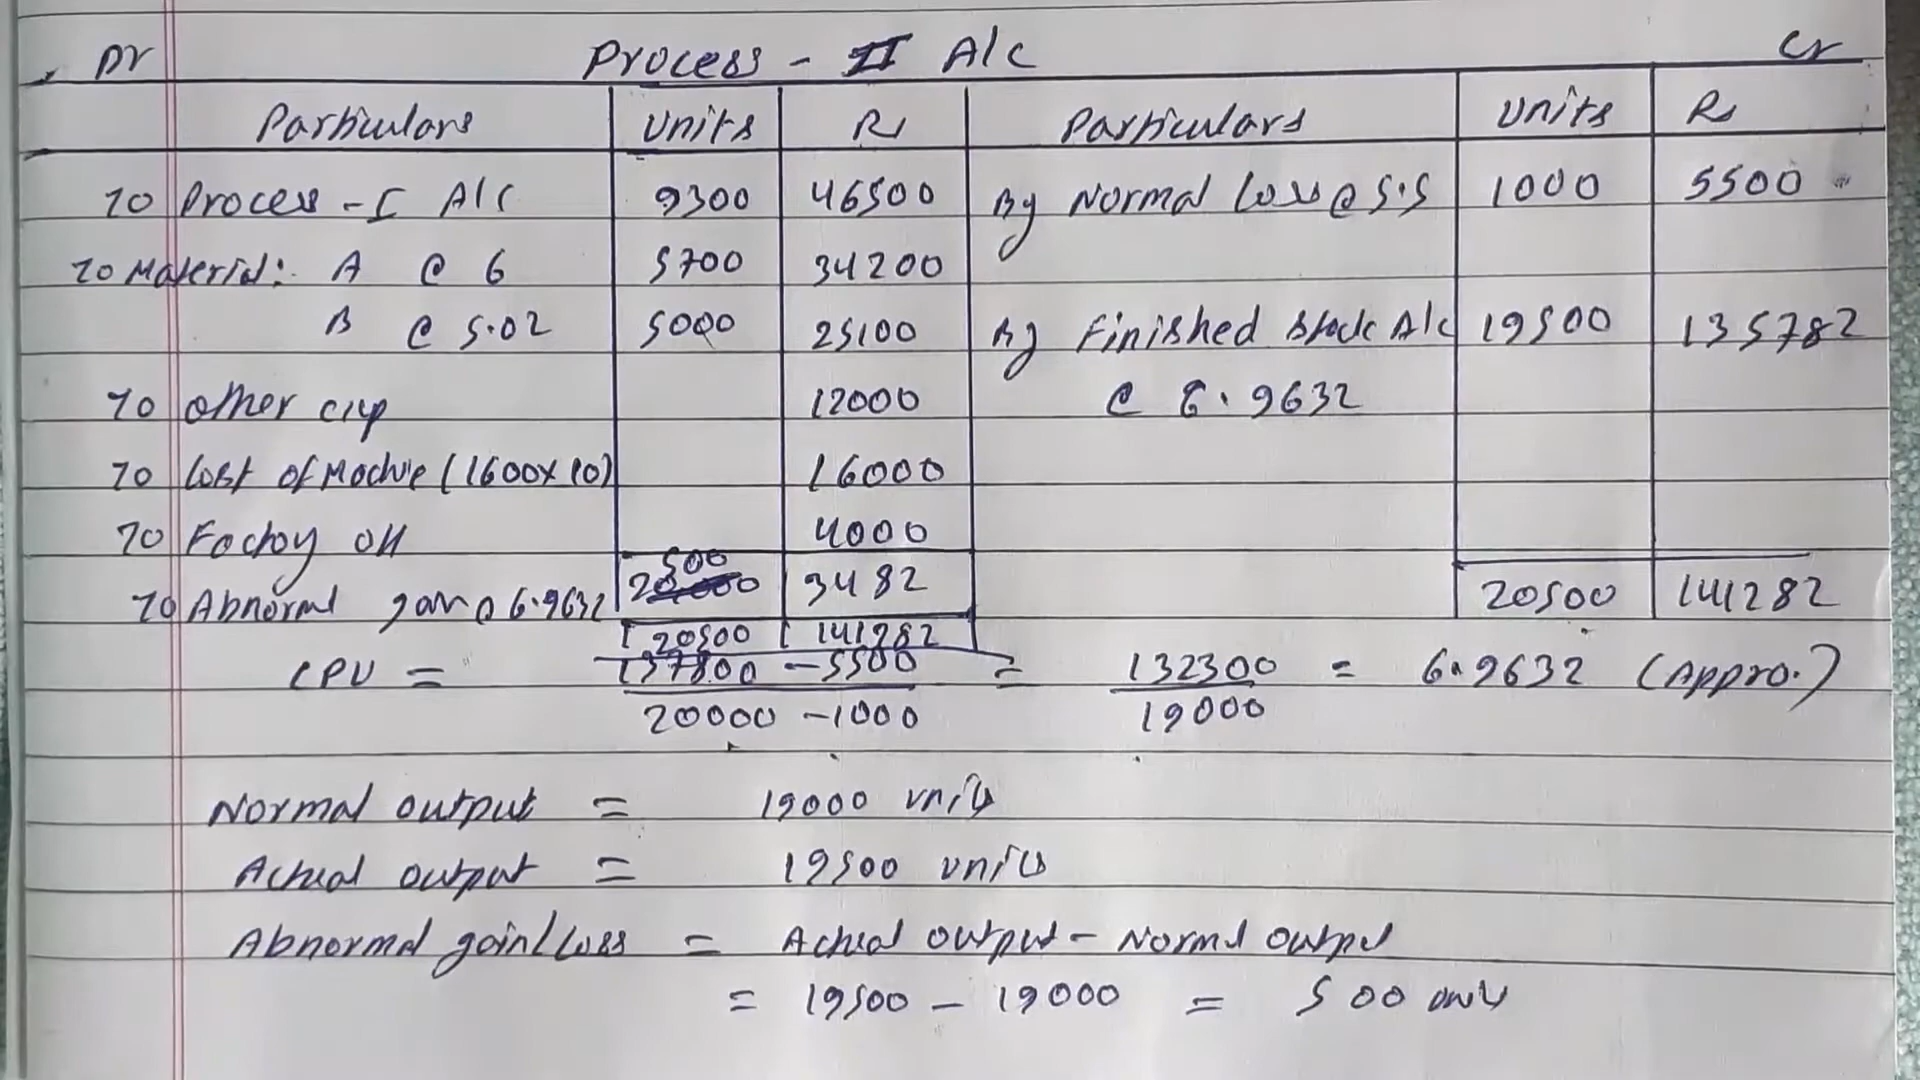 Dr Process - II A/c Cr
Particulars Units Rs Particulars Units Rs
To Process - I A/c 9300 46500 By Normal Loss @ 5.5 1000 5500
To Material: A @ 6 5700 34200
B @ 5.02 5000 25100 By Finished Stock A/c 19500 135782
To other exp 12000 @ 6.9632
To Cost of Machine (1600x10) 16000
To Factory OH 4000
To Abnormal gain @ 6.9632 500 3482 20500 141282
20500 141282
CPU = 137800 - 5500 = 132300 = 6.9632 (Appro.)
20000 - 1000 19000
Normal output = 19000 units
Actual output = 19500 units
Abnormal gain/Loss = Actual output - Normal output
= 19500 - 19000 = 500 units